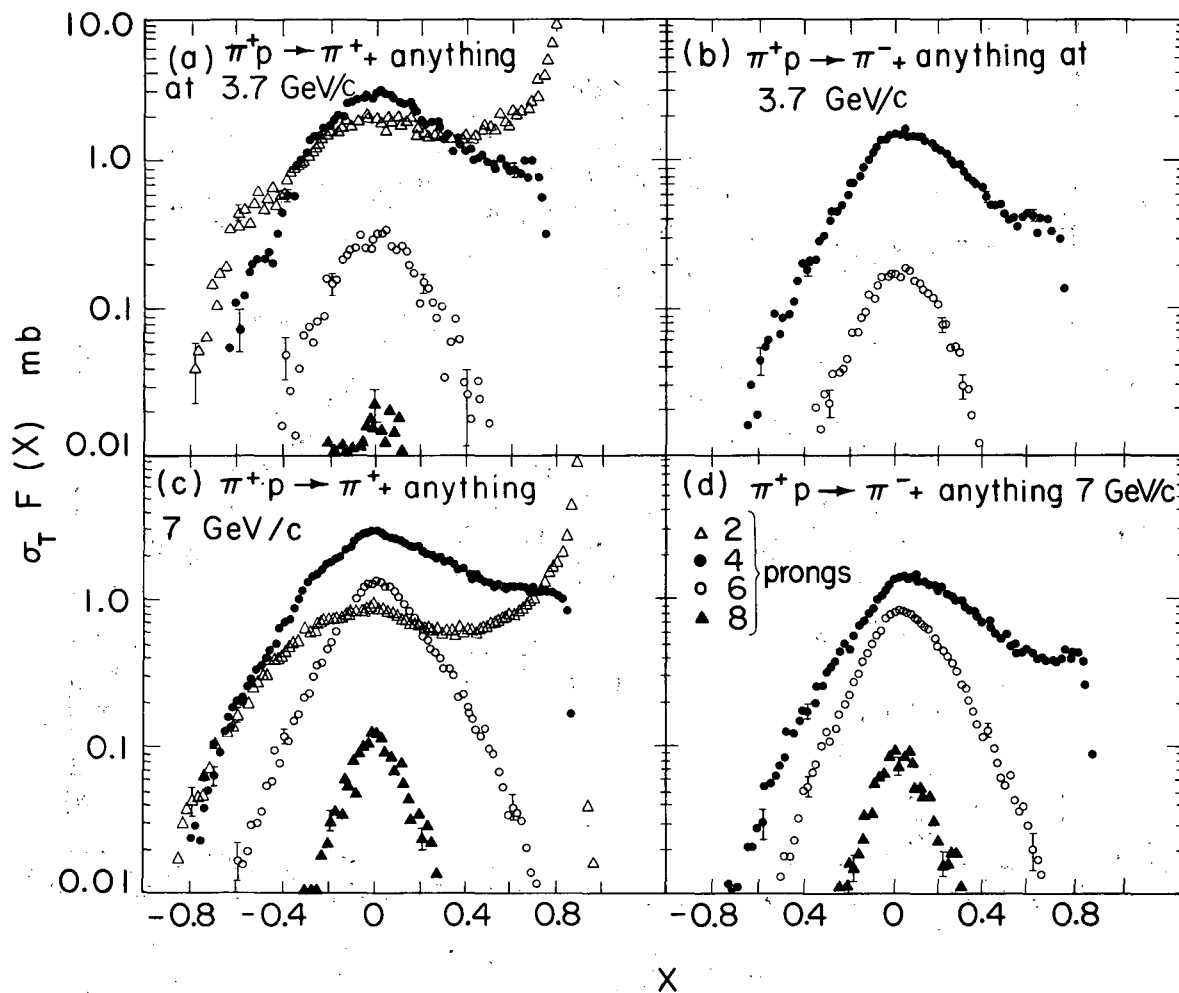 10.0
1.0
0.1
0.01
1.0
0.1
0.01
σ_T F (X) mb
(a) π⁺p → π⁺ + anything
at 3.7 GeV/c
(b) π⁺p → π⁻ + anything at
3.7 GeV/c
(c) π⁺p → π⁺ + anything
7 GeV/c
(d) π⁺p → π⁻ + anything 7 GeV/c
△ 2
● 4
○ 6
▲ 8
prongs
-0.8 -0.4 0 0.4 0.8
-0.8 -0.4 0 0.4 0.8
X